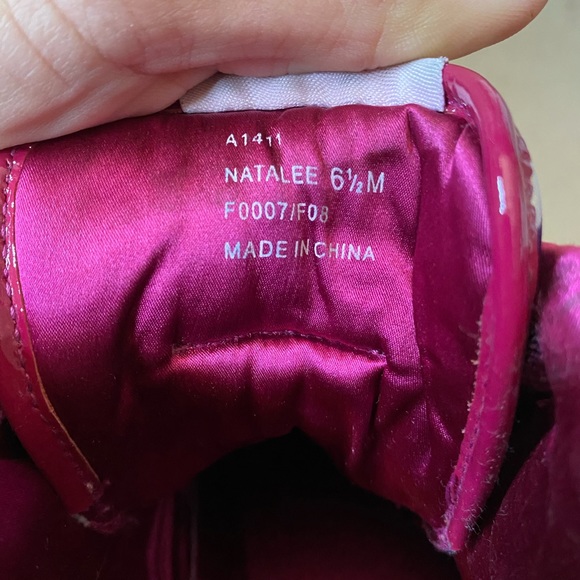 A1411
NATALEE 6½M
F0007/F08
MADE IN CHINA